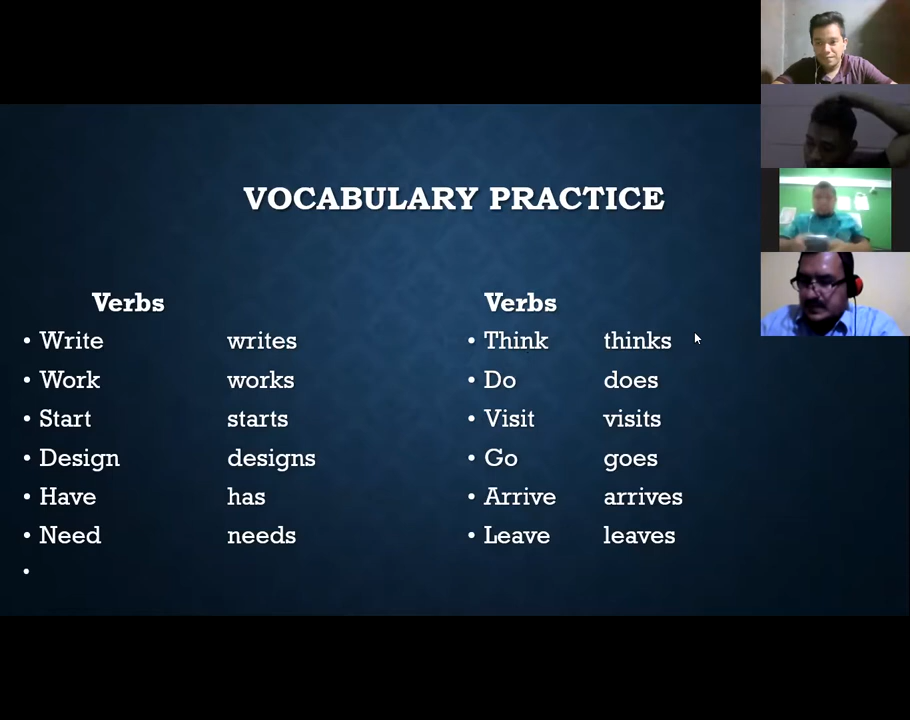 VOCABULARY PRACTICE
Verbs
• Write writes
• Work works
• Start starts
• Design designs
• Have has
• Need needs
•
Verbs
• Think thinks
• Do does
• Visit visits
• Go goes
• Arrive arrives
• Leave leaves